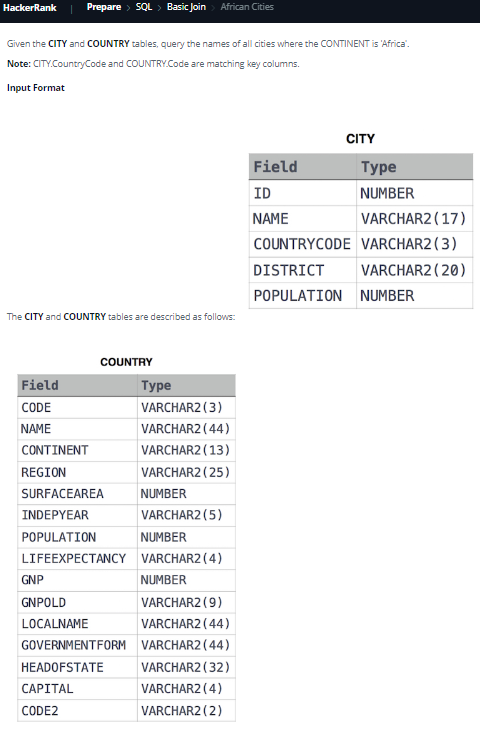 HackerRank | Prepare > SQL > Basic Join > African Cities
Given the CITY and COUNTRY tables, query the names of all cities where the CONTINENT is 'Africa'.
Note: CITY.CountryCode and COUNTRY.Code are matching key columns.
Input Format
CITY
Field Type
ID NUMBER
NAME VARCHAR2(17)
COUNTRYCODE VARCHAR2(3)
DISTRICT VARCHAR2(20)
POPULATION NUMBER
The CITY and COUNTRY tables are described as follows:
COUNTRY
Field Type
CODE VARCHAR2(3)
NAME VARCHAR2(44)
CONTINENT VARCHAR2(13)
REGION VARCHAR2(25)
SURFACEAREA NUMBER
INDEPYEAR VARCHAR2(5)
POPULATION NUMBER
LIFEEXPECTANCY VARCHAR2(4)
GNP NUMBER
GNPOLD VARCHAR2(9)
LOCALNAME VARCHAR2(44)
GOVERNMENTFORM VARCHAR2(44)
HEADOFSTATE VARCHAR2(32)
CAPITAL VARCHAR2(4)
CODE2 VARCHAR2(2)